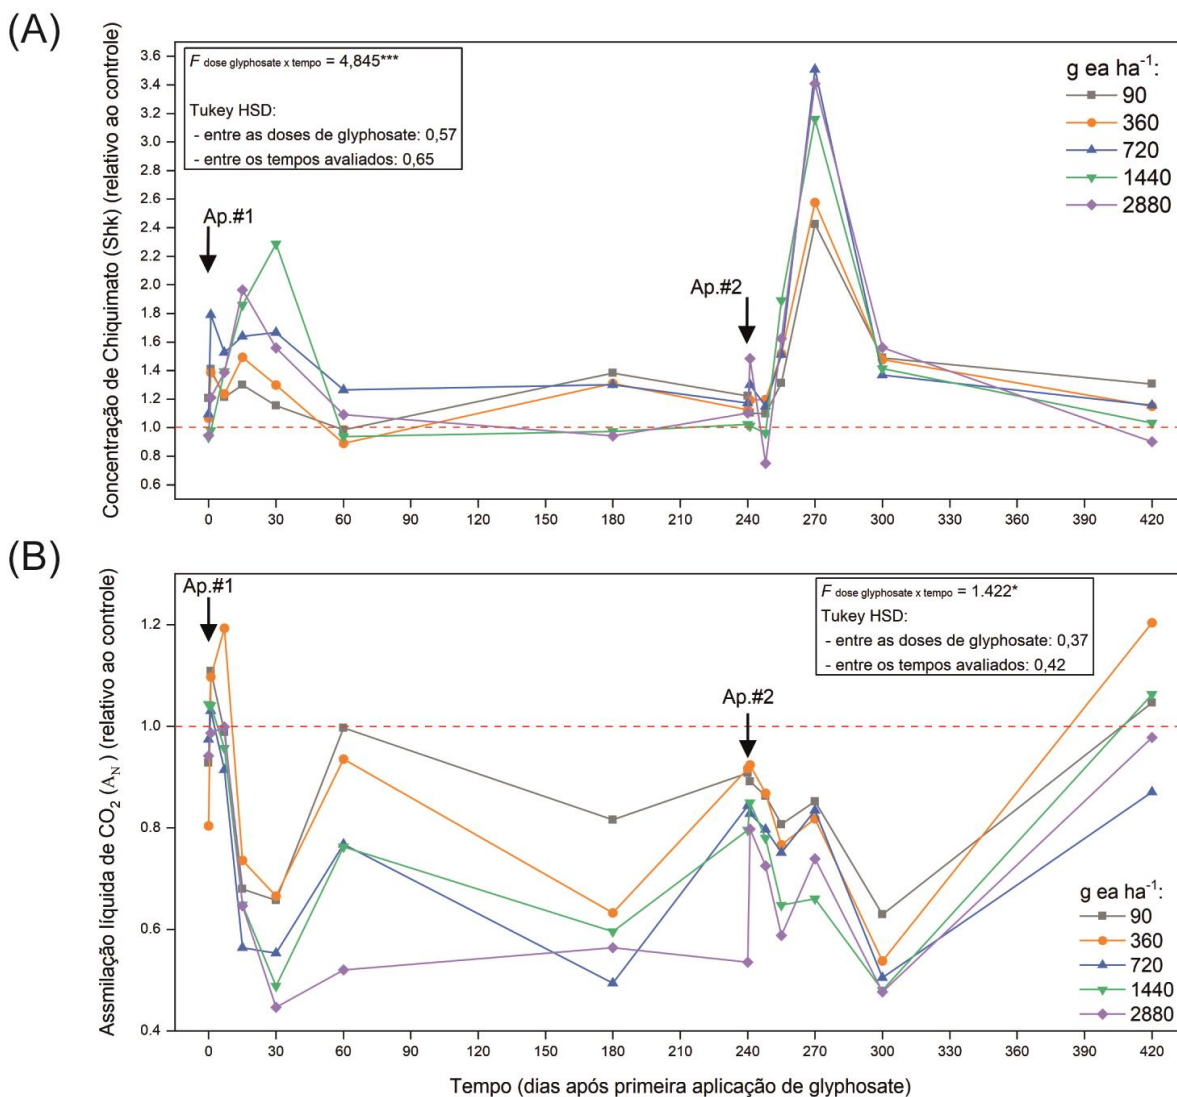 (A)
Concentração de Chiquimato (Shk) (relativo ao controle)
3.6
3.4
3.2
3.0
2.8
2.6
2.4
2.2
2.0
1.8
1.6
1.4
1.2
1.0
0.8
0.6
F dose glyphosate x tempo = 4,845***
Tukey HSD:
- entre as doses de glyphosate: 0,57
- entre os tempos avaliados: 0,65
Ap.#1
Ap.#2
g ea ha⁻¹:
90
360
720
1440
2880
0 30 60 90 120 150 180 210 240 270 300 330 360 390 420
(B)
Assmilação líquida de CO₂ (A_N) (relativo ao controle)
1.2
1.0
0.8
0.6
0.4
Ap.#1
F dose glyphosate x tempo = 1.422*
Tukey HSD:
- entre as doses de glyphosate: 0,37
- entre os tempos avaliados: 0,42
Ap.#2
g ea ha⁻¹:
90
360
720
1440
2880
0 30 60 90 120 150 180 210 240 270 300 330 360 390 420
Tempo (dias após primeira aplicação de glyphosate)